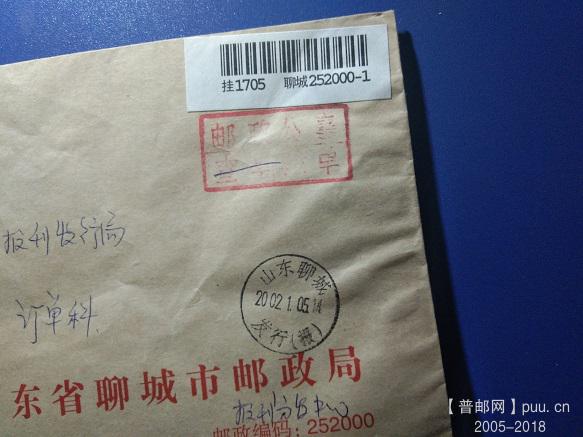 挂1705 聊城252000-1
邮政公事
报刊发行局
订单科
山东聊城
2002.1.05.14
发行(报)
东省聊城市邮政局
报刊分发中心
邮政编码:252000
【普邮网】puu.cn
2005-2018